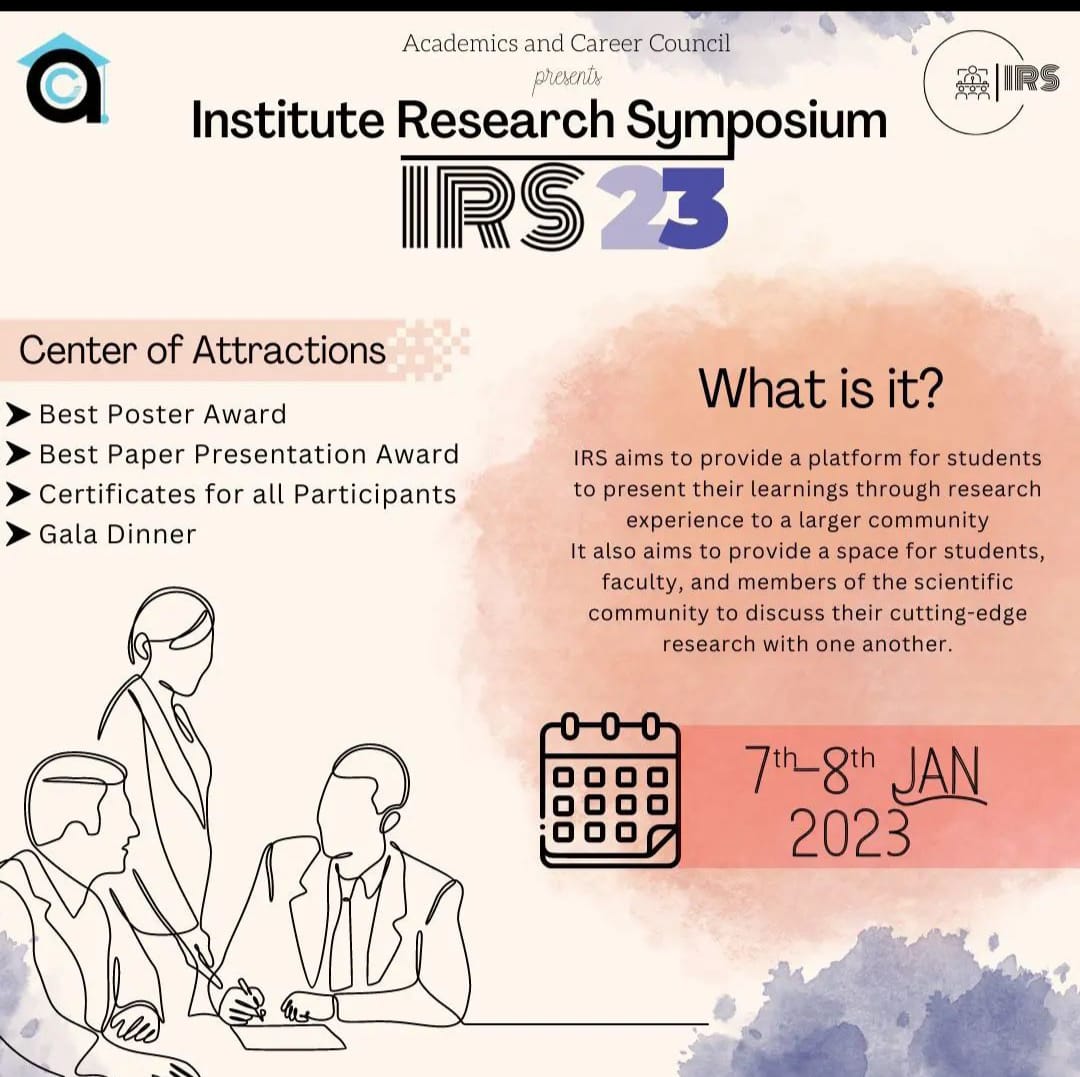 Academics and Career Council
presents
Institute Research Symposium
IRS 23
IRS
Center of Attractions
Best Poster Award
Best Paper Presentation Award
Certificates for all Participants
Gala Dinner
What is it?
IRS aims to provide a platform for students
to present their learnings through research
experience to a larger community
It also aims to provide a space for students,
faculty, and members of the scientific
community to discuss their cutting-edge
research with one another.
7th-8th JAN
2023